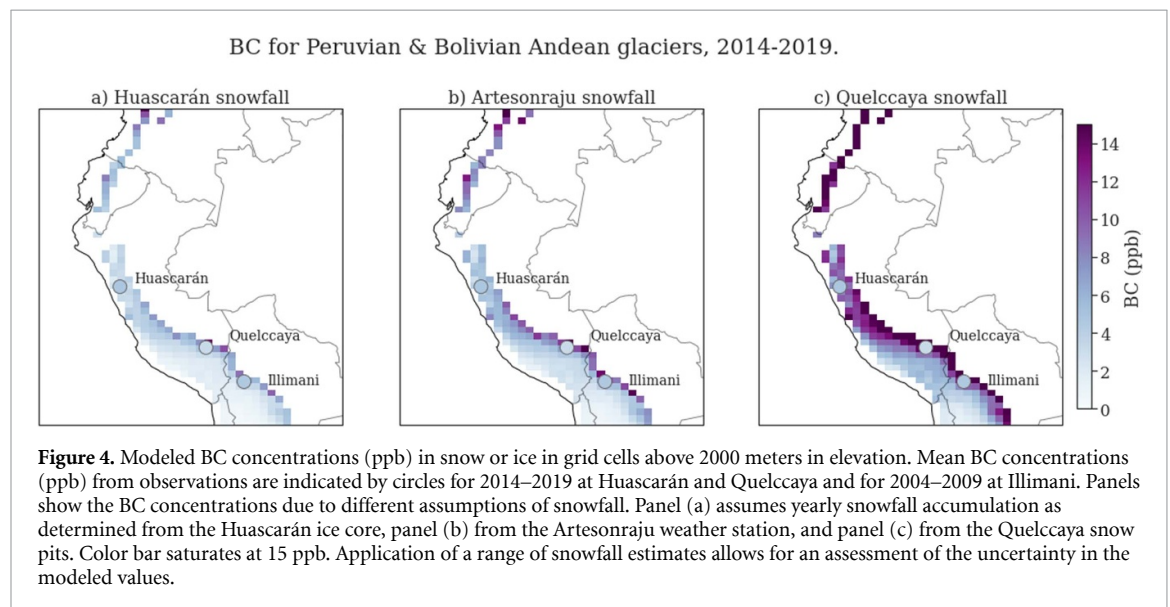 BC for Peruvian & Bolivian Andean glaciers, 2014-2019.
a) Huascarán snowfall
b) Artesonraju snowfall
c) Quelccaya snowfall
Huascarán
Quelccaya
Illimani
Huascarán
Quelccaya
Illimani
Huascarán
Quelccaya
Illimani
14
12
10
8
6
4
2
0
BC (ppb)
Figure 4. Modeled BC concentrations (ppb) in snow or ice in grid cells above 2000 meters in elevation. Mean BC concentrations
(ppb) from observations are indicated by circles for 2014–2019 at Huascarán and Quelccaya and for 2004–2009 at Illimani. Panels
show the BC concentrations due to different assumptions of snowfall. Panel (a) assumes yearly snowfall accumulation as
determined from the Huascarán ice core, panel (b) from the Artesonraju weather station, and panel (c) from the Quelccaya snow
pits. Color bar saturates at 15 ppb. Application of a range of snowfall estimates allows for an assessment of the uncertainty in the
modeled values.